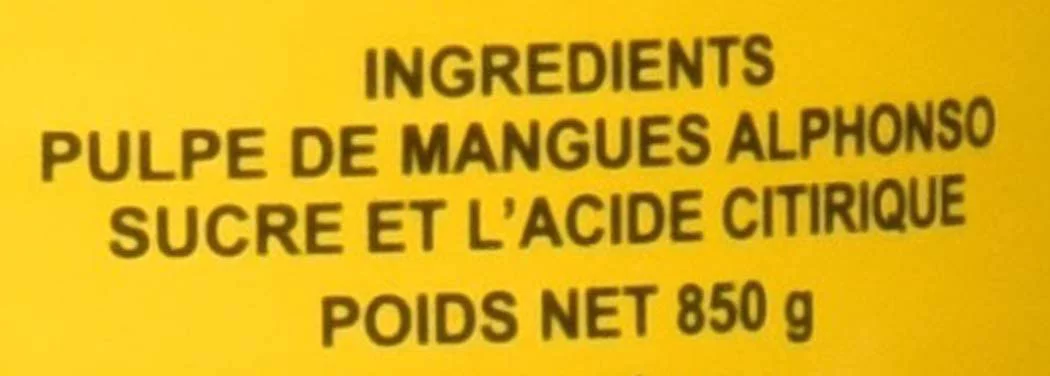 INGREDIENTS
PULPE DE MANGUES ALPHONSO
SUCRE ET L'ACIDE CITIRIQUE
POIDS NET 850 g